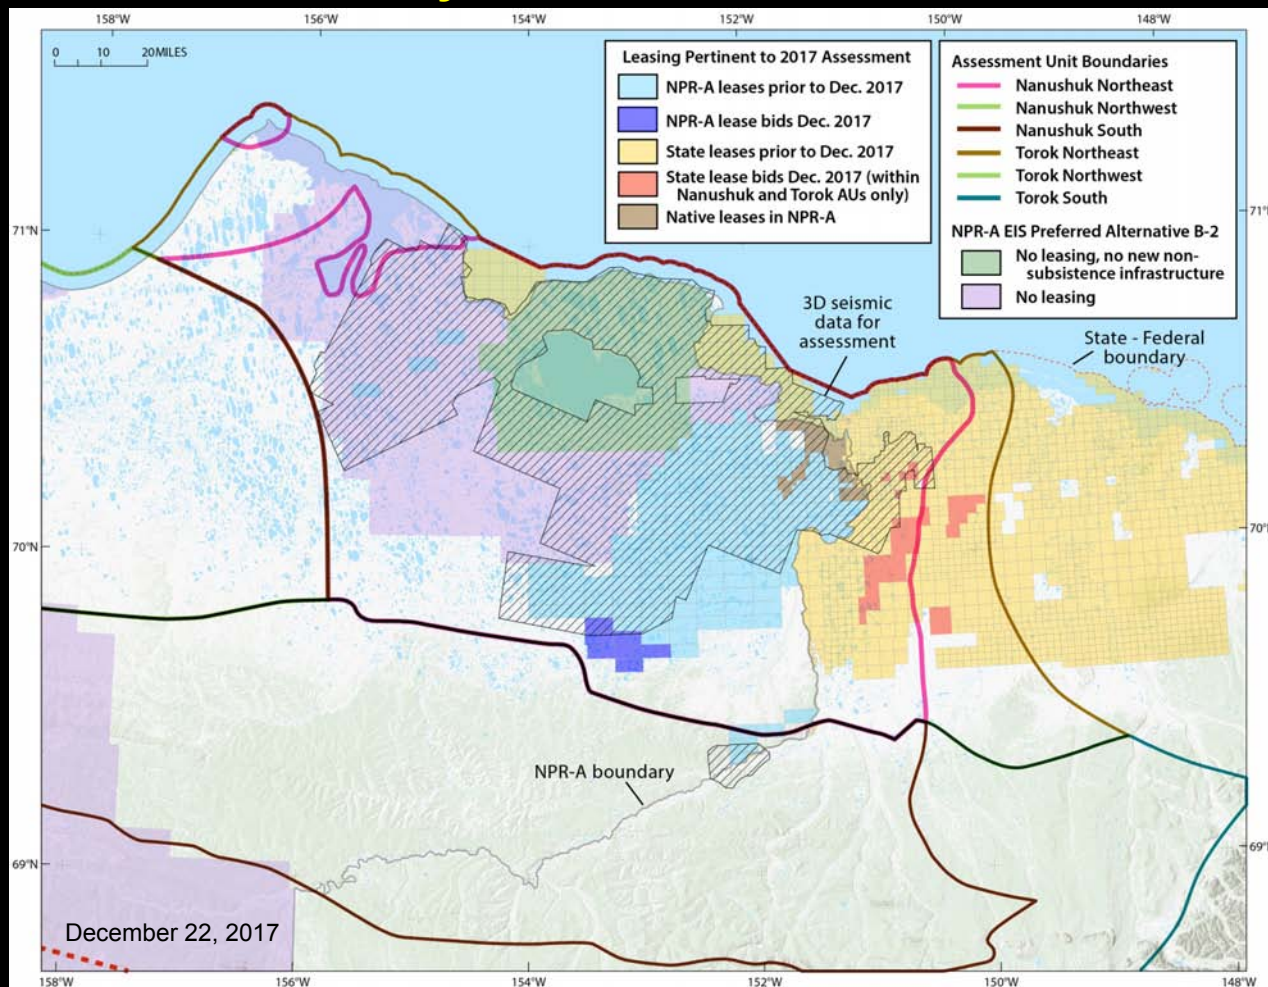 158°W 156°W 154°W 152°W 150°W 148°W
0 10 20MILES
Leasing Pertinent to 2017 Assessment
NPR-A leases prior to Dec. 2017
NPR-A lease bids Dec. 2017
State leases prior to Dec. 2017
State lease bids Dec. 2017 (within
Nanushuk and Torok AUs only)
Native leases in NPR-A
Assessment Unit Boundaries
Nanushuk Northeast
Nanushuk Northwest
Nanushuk South
Torok Northeast
Torok Northwest
Torok South
NPR-A EIS Preferred Alternative B-2
No leasing, no new non-
subsistence infrastructure
No leasing
71°N
71°N
3D seismic
data for
assessment
State - Federal
boundary
70°N
70°N
NPR-A boundary
69°N
69°N
December 22, 2017
158°W 156°W 154°W 152°W 150°W 148°W